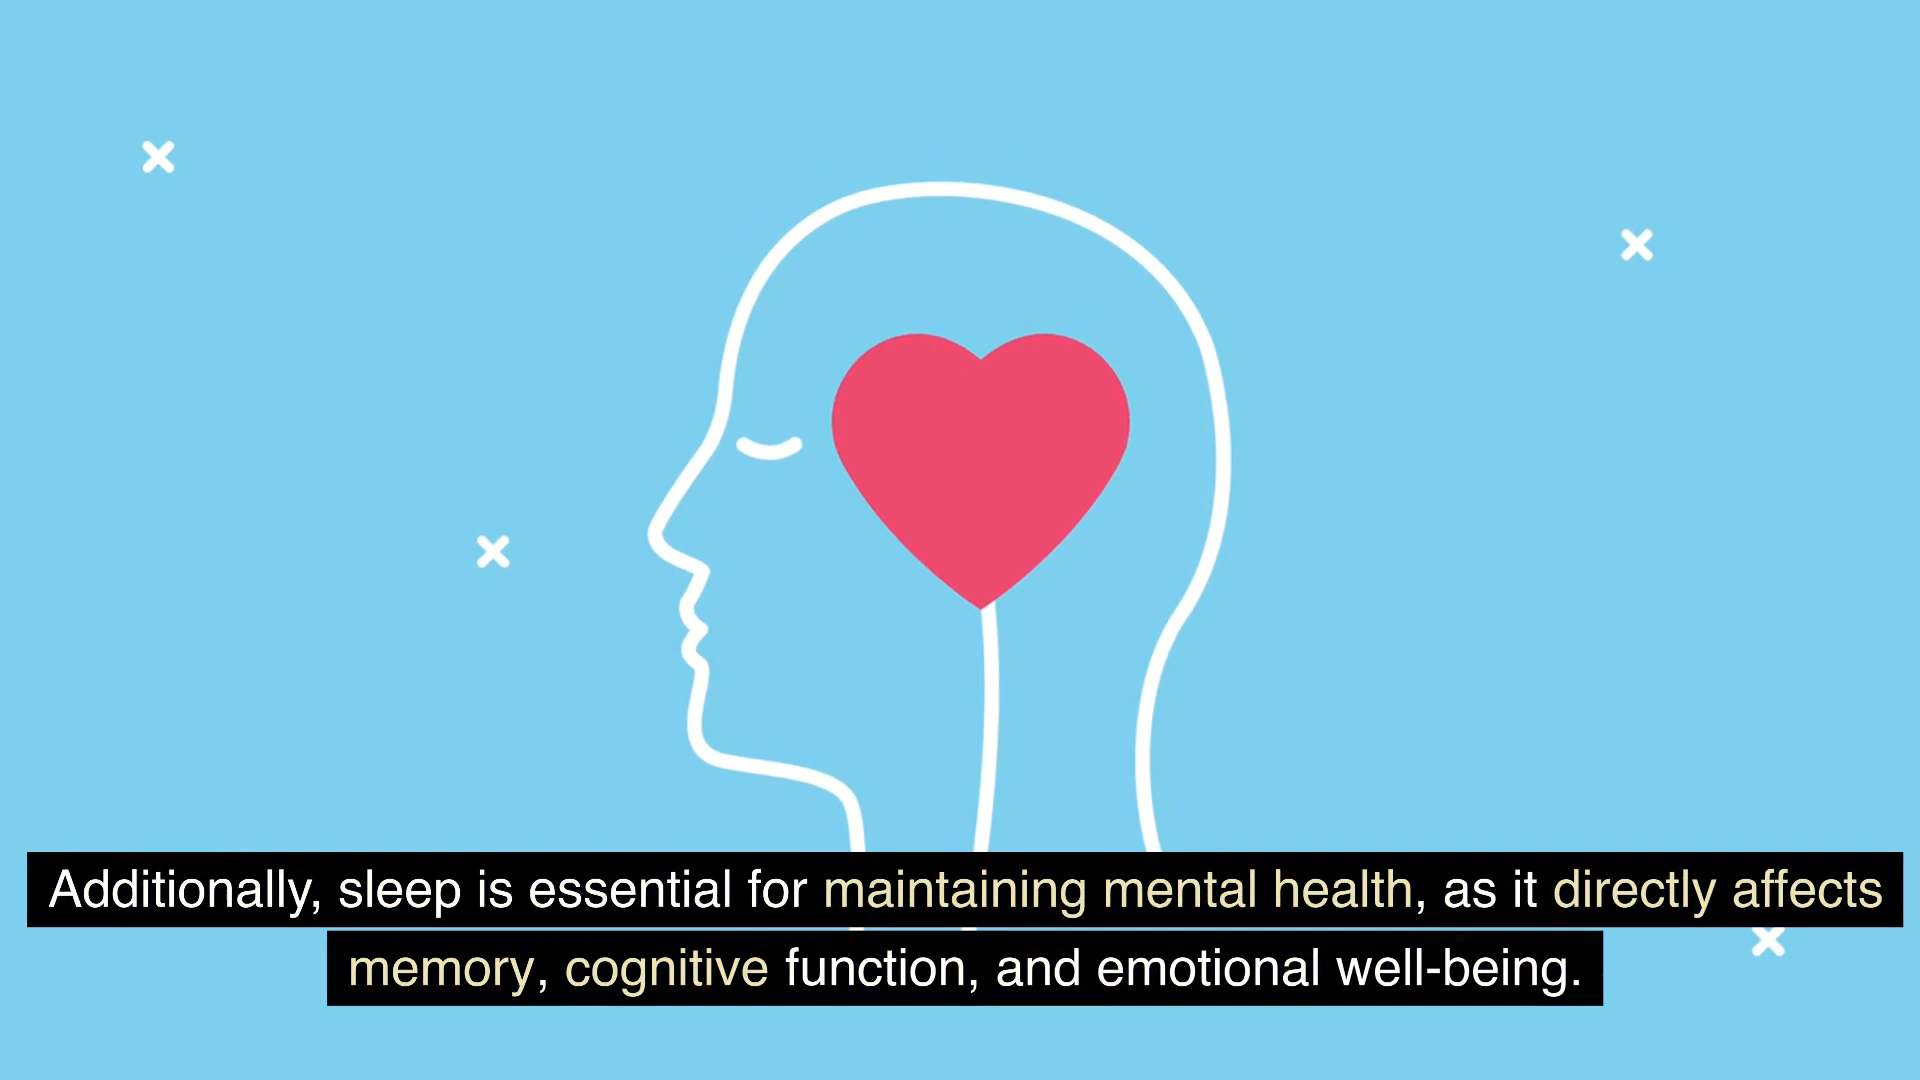 Additionally, sleep is essential for maintaining mental health, as it directly affects
memory, cognitive function, and emotional well-being.